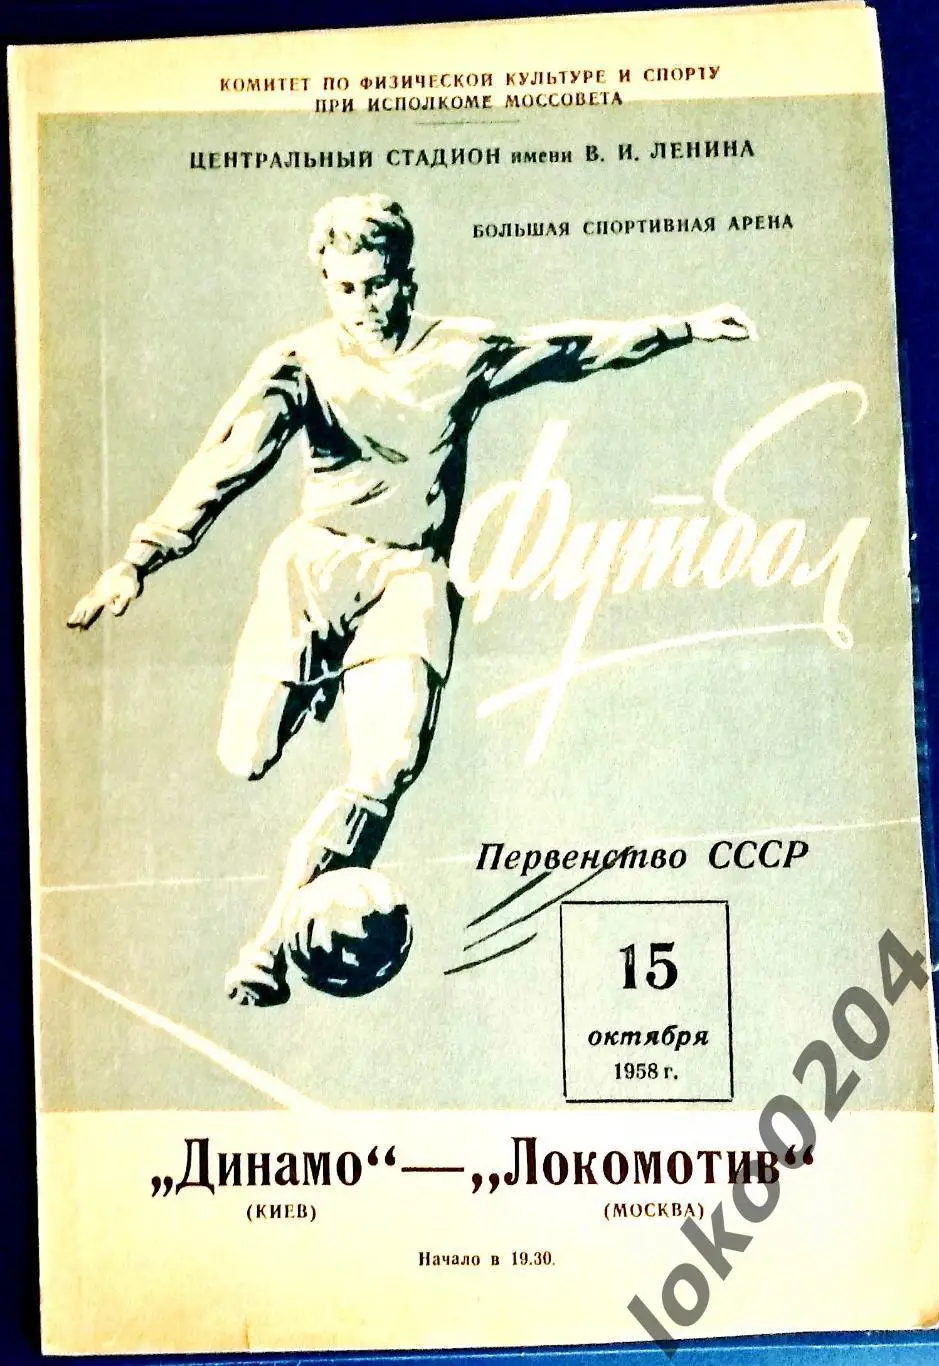 КОМИТЕТ ПО ФИЗИЧЕСКОЙ КУЛЬТУРЕ И СПОРТУ
ПРИ ИСПОЛКОМЕ МОССОВЕТА
ЦЕНТРАЛЬНЫЙ СТАДИОН имени В. И. ЛЕНИНА
БОЛЬШАЯ СПОРТИВНАЯ АРЕНА
Футбол
Первенство СССР
15
октября
1958 г.
„Динамо“ — „Локомотив“
(КИЕВ) (МОСКВА)
Начало в 19.30.
loko0204